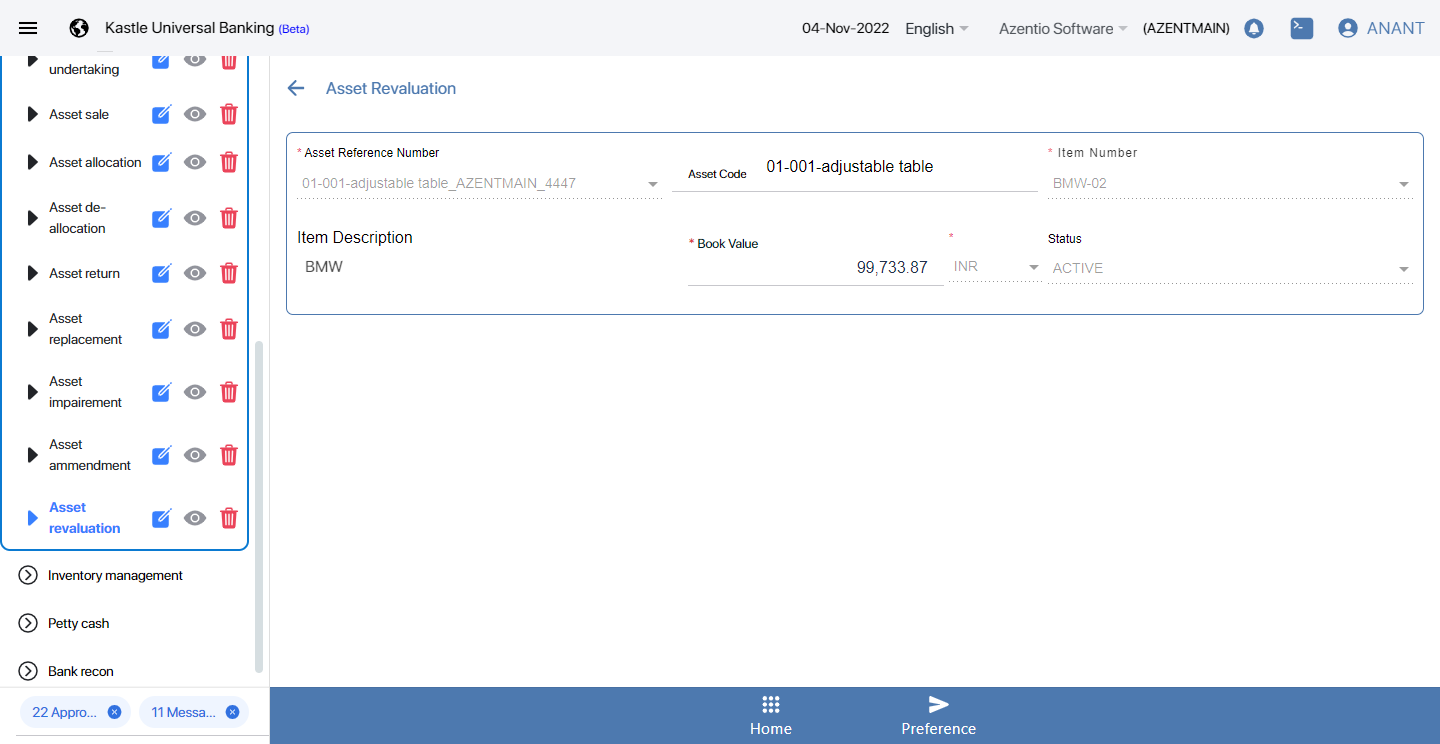 Kastle Universal Banking (Beta)
04-Nov-2022
English
Azentio Software
(AZENTMAIN)
ANANT
undertaking
Asset sale
Asset allocation
Asset de-
allocation
Asset return
Asset
replacement
Asset
impairement
Asset
ammendment
Asset
revaluation
Inventory management
Petty cash
Bank recon
22 Appro...
11 Messa...
Asset Revaluation
* Asset Reference Number
01-001-adjustable table_AZENTMAIN_4447
Asset Code
01-001-adjustable table
* Item Number
BMW-02
Item Description
BMW
* Book Value
99,733.87
*
INR
Status
ACTIVE
Home
Preference